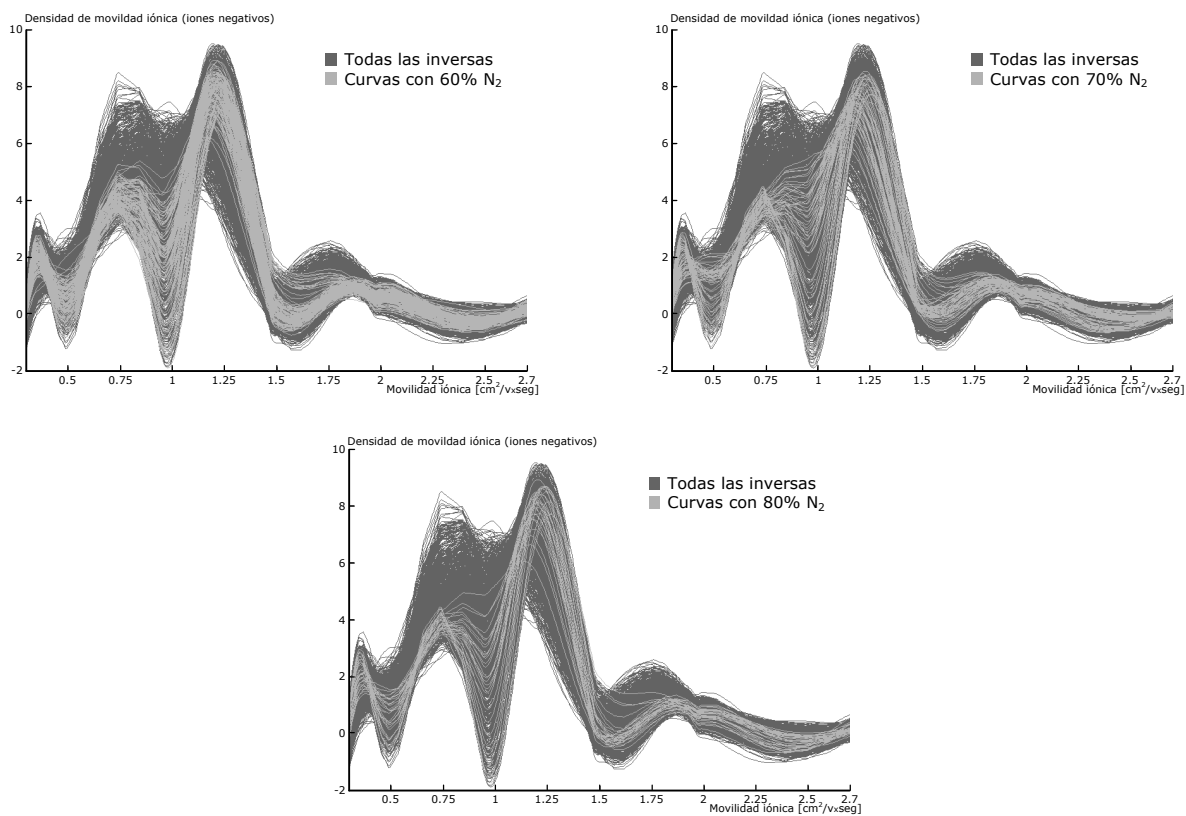 Densidad de movildad iónica (iones negativos)
10
8
6
4
2
0
-2
Todas las inversas
Curvas con 60% N₂
0.5 0.75 1 1.25 1.5 1.75 2 2.25 2.5 2.7
Movilidad iónica [cm²/vxseg]
Densidad de movildad iónica (iones negativos)
10
8
6
4
2
0
-2
Todas las inversas
Curvas con 70% N₂
0.5 0.75 1 1.25 1.5 1.75 2 2.25 2.5 2.7
Movilidad iónica [cm²/vxseg]
Densidad de movildad iónica (iones negativos)
10
8
6
4
2
0
-2
Todas las inversas
Curvas con 80% N₂
0.5 0.75 1 1.25 1.5 1.75 2 2.25 2.5 2.7
Movilidad iónica [cm²/vxseg]